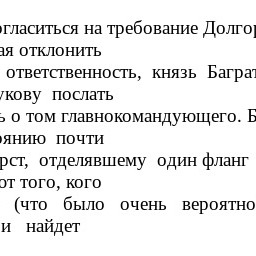 огласиться на требование Долгор
ая отклонить
ответственность, князь Баграт
укову послать
ь о том главнокомандующего. Б
оянию почти
рст, отделявшему один фланг
от того, кого
(что было очень вероятно
и найдет